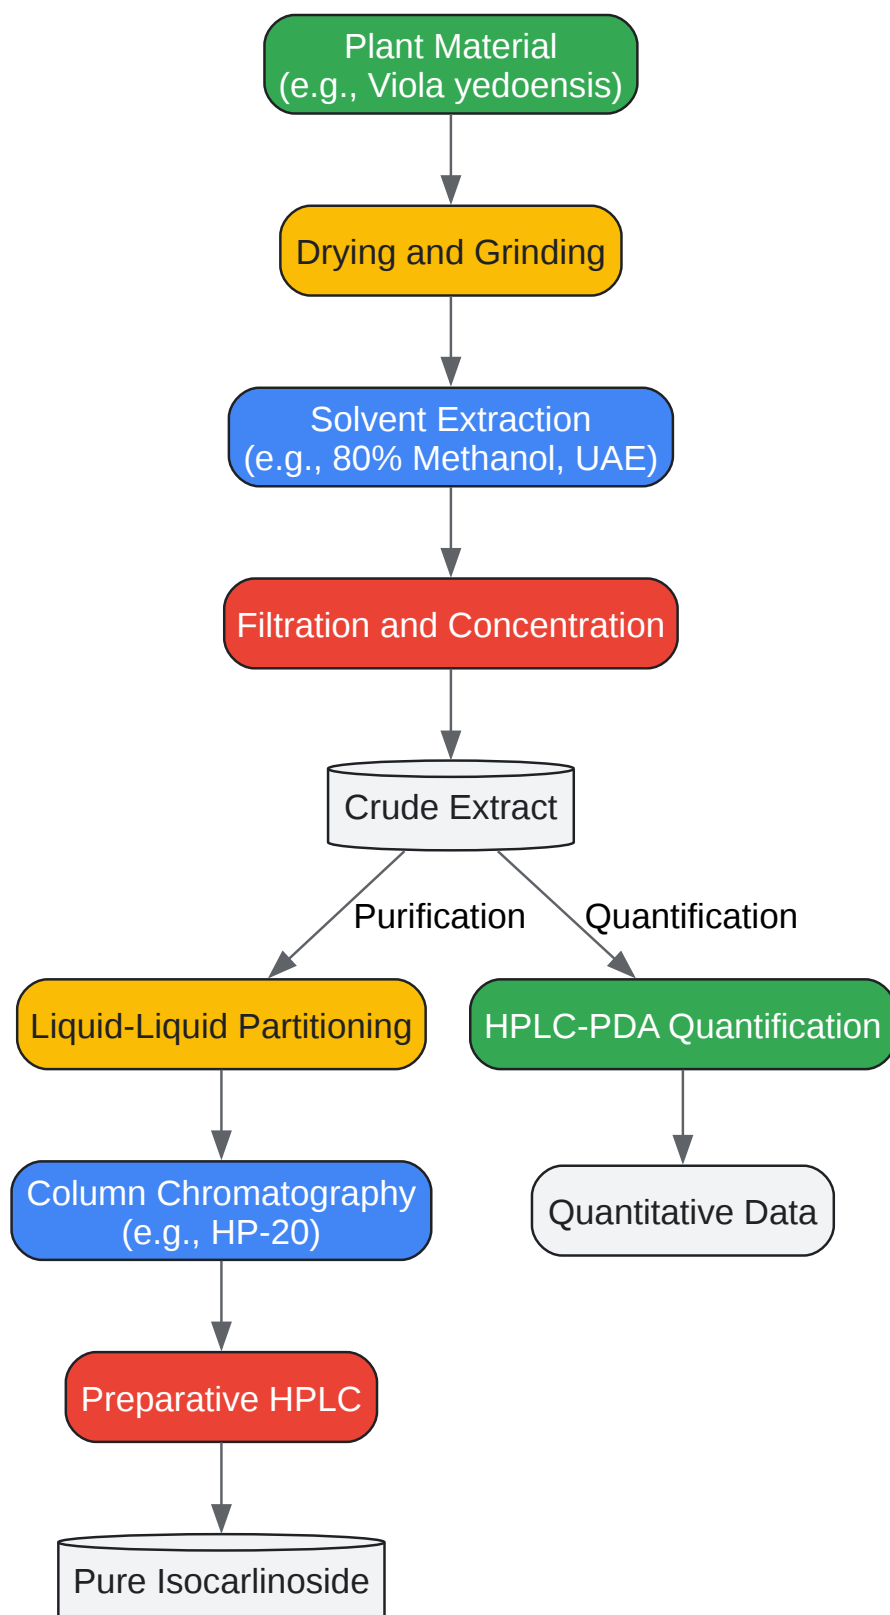 Plant Material
(e.g., Viola yedoensis)
Drying and Grinding
Solvent Extraction
(e.g., 80% Methanol, UAE)
Filtration and Concentration
Crude Extract
Purification
Quantification
Liquid-Liquid Partitioning
HPLC-PDA Quantification
Column Chromatography
(e.g., HP-20)
Quantitative Data
Preparative HPLC
Pure Isocarlinoside